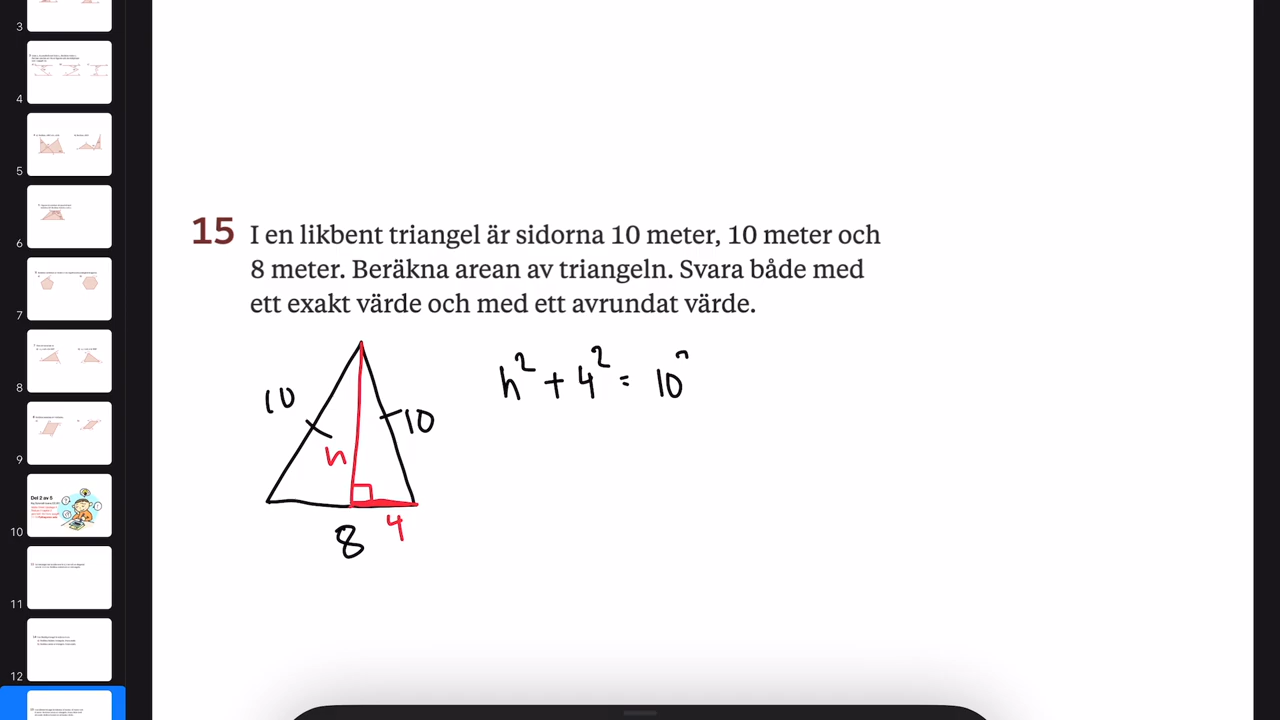 3
4
5
6
7
8
9
Del 2 av 5
10
11
12
15 I en likbent triangel är sidorna 10 meter, 10 meter och
8 meter. Beräkna arean av triangeln. Svara både med
ett exakt värde och med ett avrundat värde.
h² + 4² = 10
10
10
h
8
4